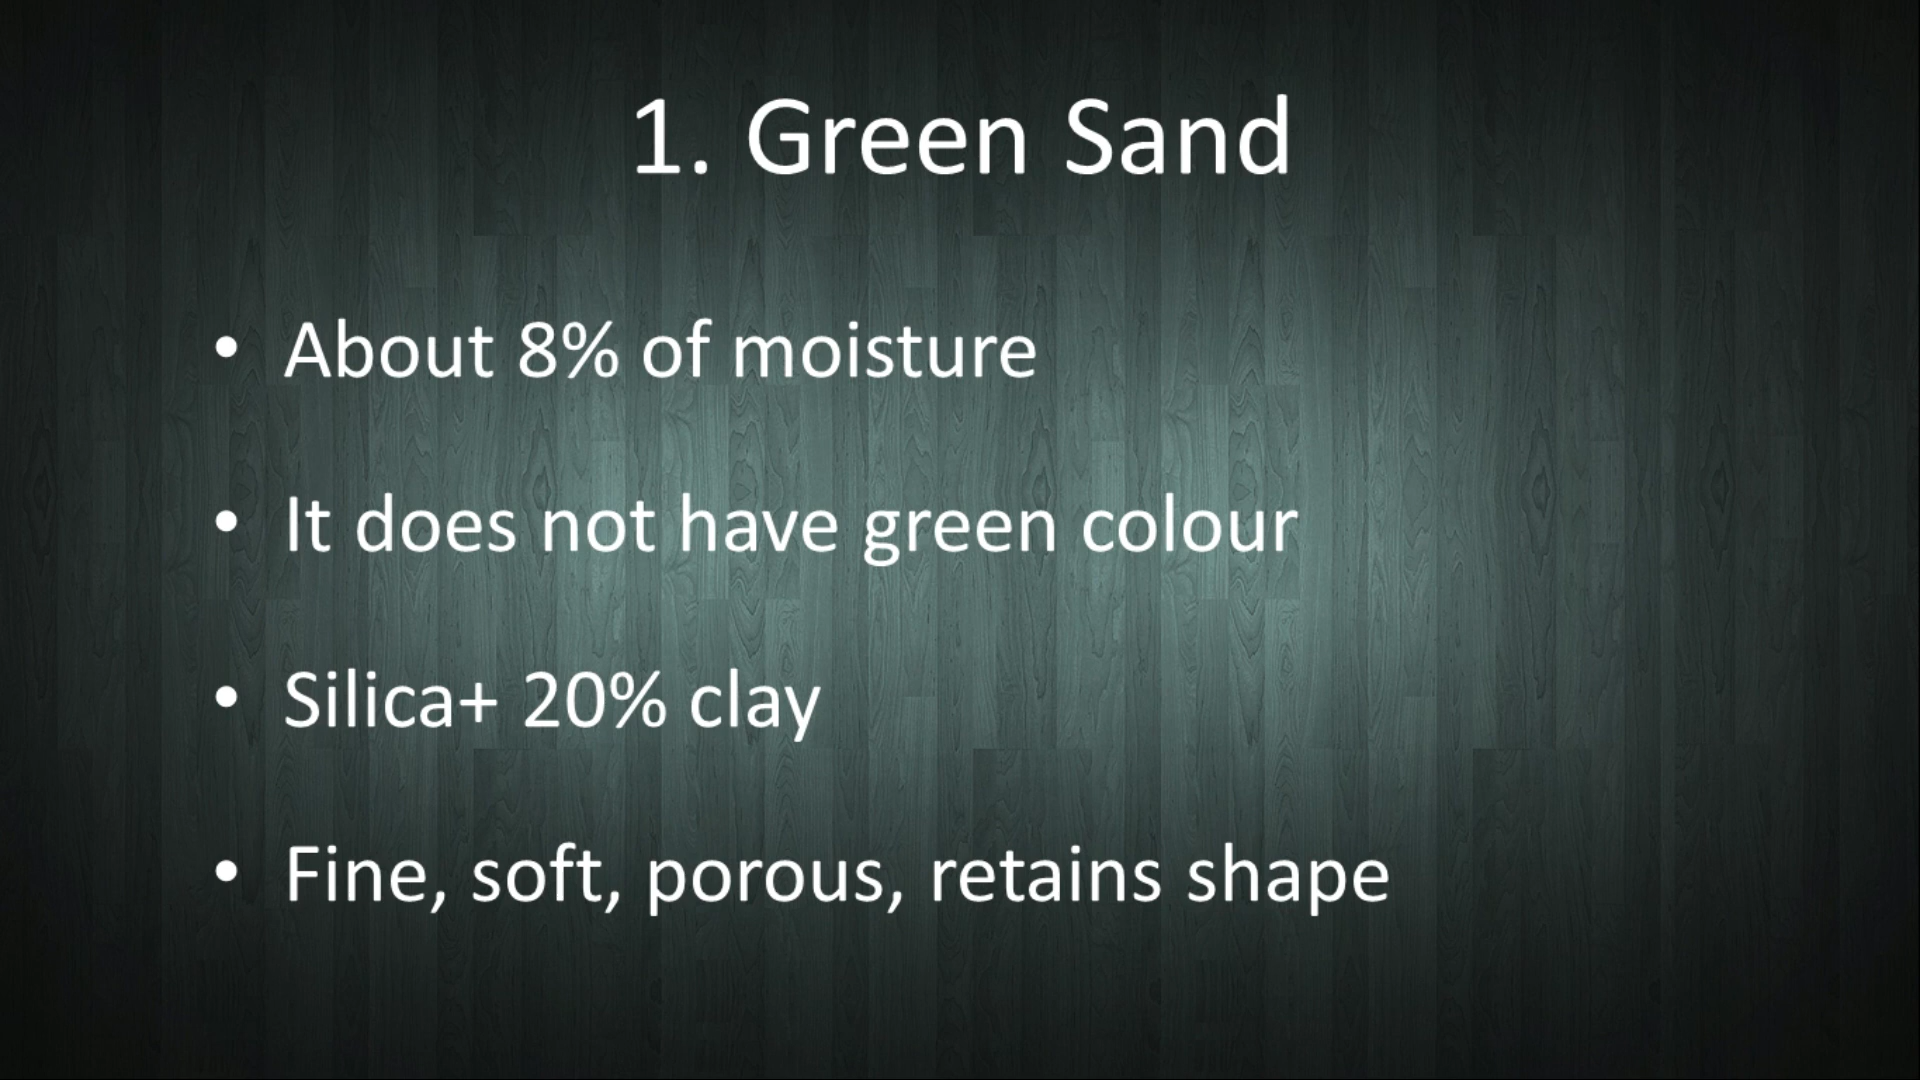 1. Green Sand
• About 8% of moisture
• It does not have green colour
• Silica+ 20% clay
• Fine, soft, porous, retains shape